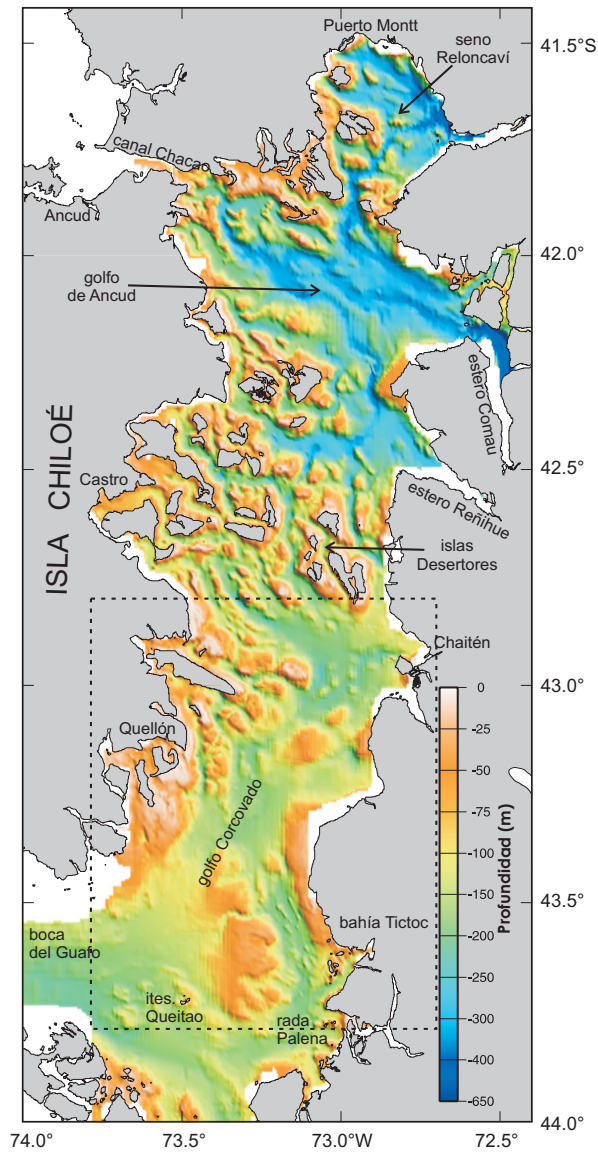 Puerto Montt
seno
Reloncaví
41.5°S
canal Chacao
Ancud
42.0°
golfo
de Ancud
estero Comau
ISLA CHILOÉ
42.5°
Castro
estero Reñihue
islas
Desertores
Chaitén
43.0°
0
-25
-50
-75
-100
-150
-200
-250
-300
-400
-650
Profundidad (m)
Quellón
golfo Corcovado
43.5°
boca
del Guafo
bahía Tictoc
ites.
Queitao
rada
Palena
44.0°
74.0°
73.5°
73.0°W
72.5°